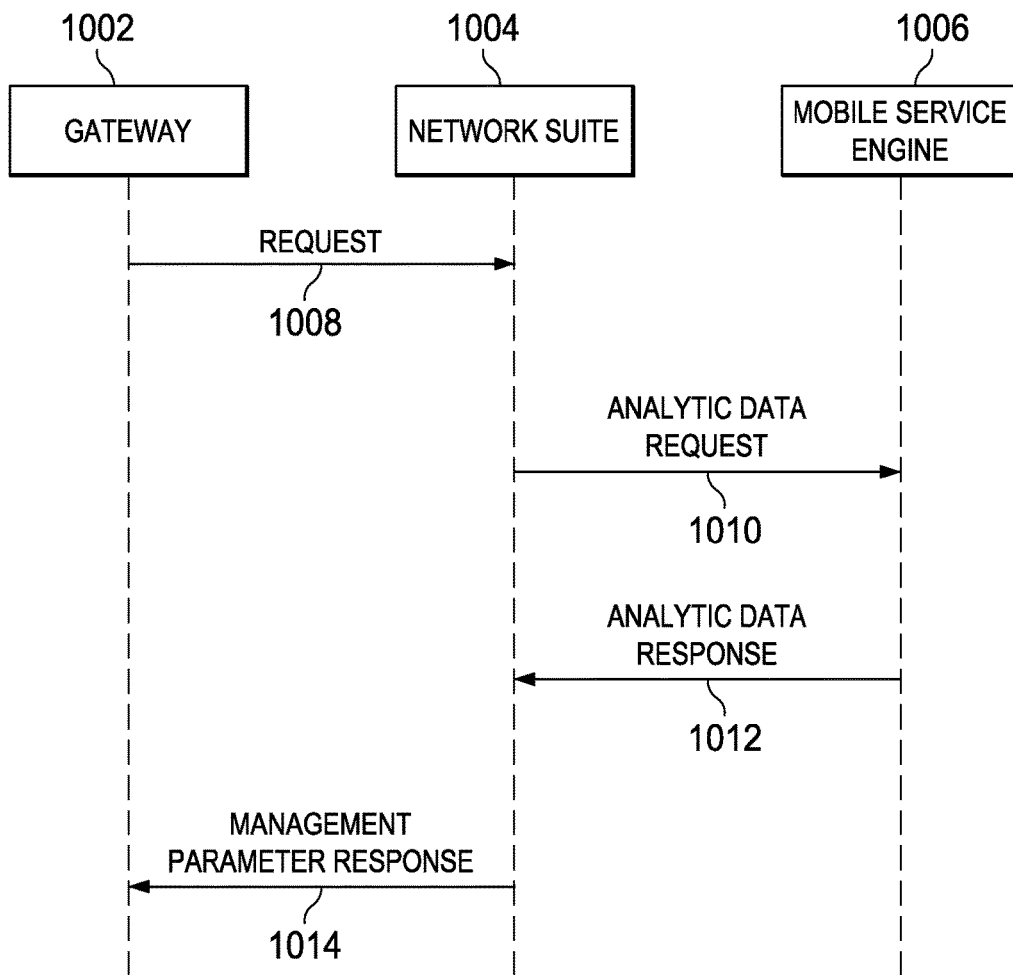 1002
1004
1006
GATEWAY
NETWORK SUITE
MOBILE SERVICE
ENGINE
REQUEST
1008
ANALYTIC DATA
REQUEST
1010
ANALYTIC DATA
RESPONSE
1012
MANAGEMENT
PARAMETER RESPONSE
1014